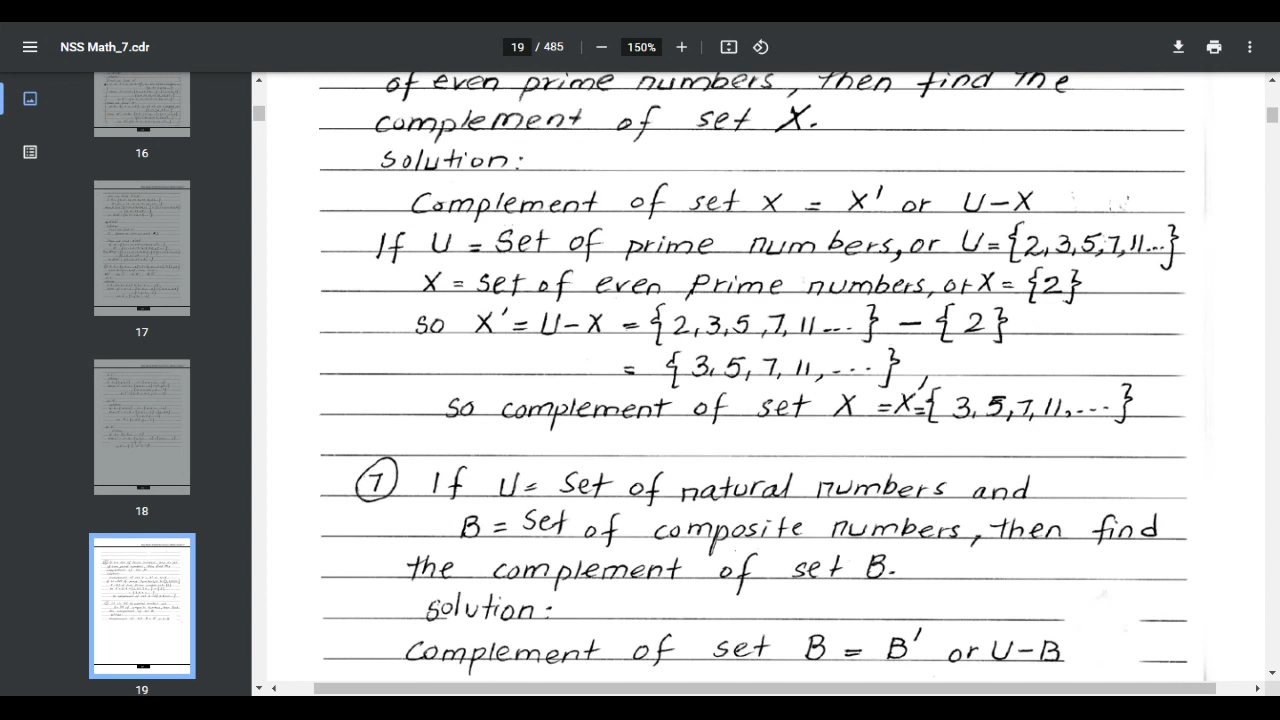 NSS Math_7.cdr
19 / 485
150%
16
17
18
19
of even prime numbers, then find the
complement of set X.
Solution:
Complement of set X = X' or U-X
If U = Set of prime numbers, or U={2,3,5,7,11...}
X = set of even Prime numbers, or X = {2}
so X' = U-X = {2,3,5,7,11...} - {2}
= {3,5,7,11,...}
So complement of set X = X'={3,5,7,11,...}
7 If U = Set of natural numbers and
B = Set of composite numbers, then find
the complement of set B.
solution:
complement of set B = B' or U-B